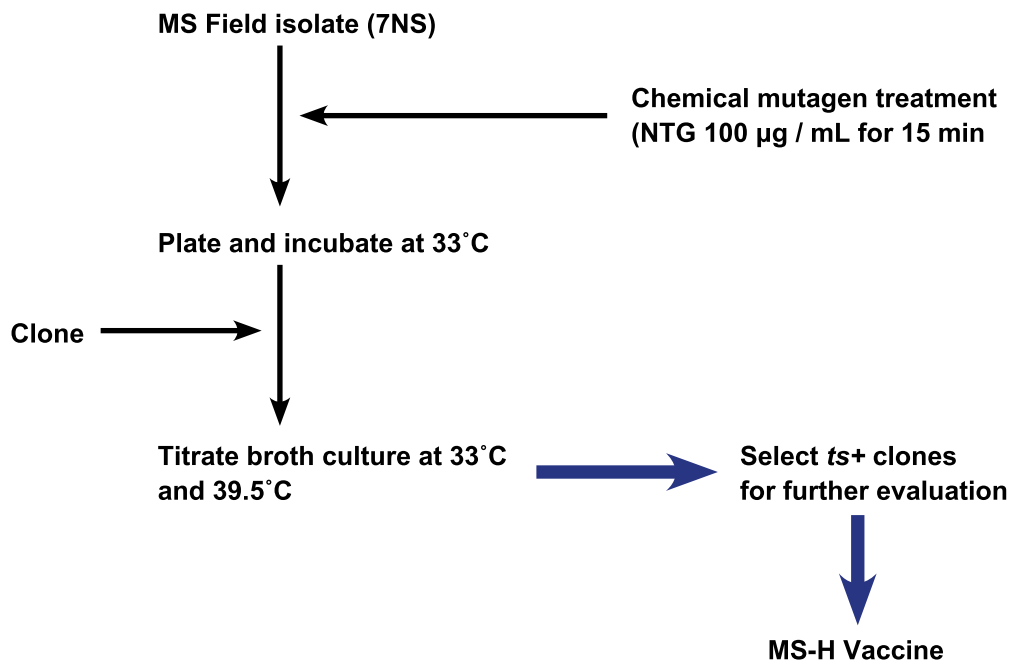 MS Field isolate (7NS)
Chemical mutagen treatment
(NTG 100 µg / mL for 15 min
Plate and incubate at 33˚C
Clone
Titrate broth culture at 33˚C
and 39.5˚C
Select ts+ clones
for further evaluation
MS-H Vaccine